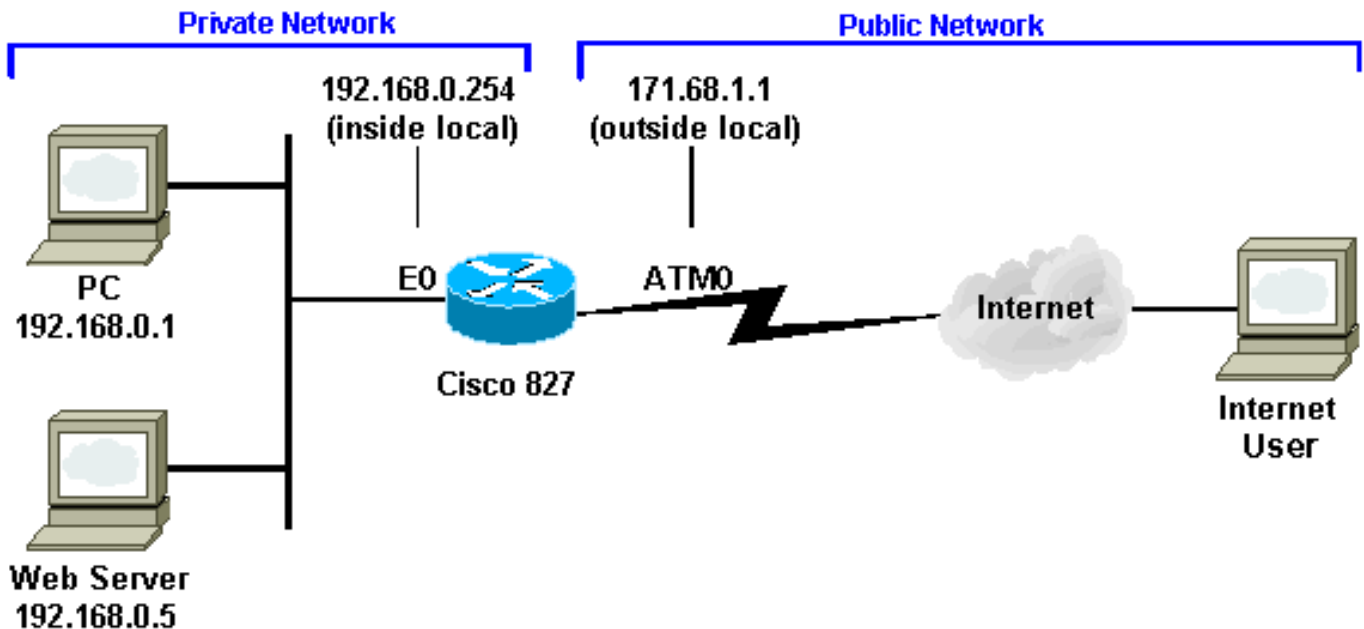 Private Network
Public Network
192.168.0.254
(inside local)
171.68.1.1
(outside local)
PC
192.168.0.1
E0
ATM0
Cisco 827
Internet
Internet
User
Web Server
192.168.0.5